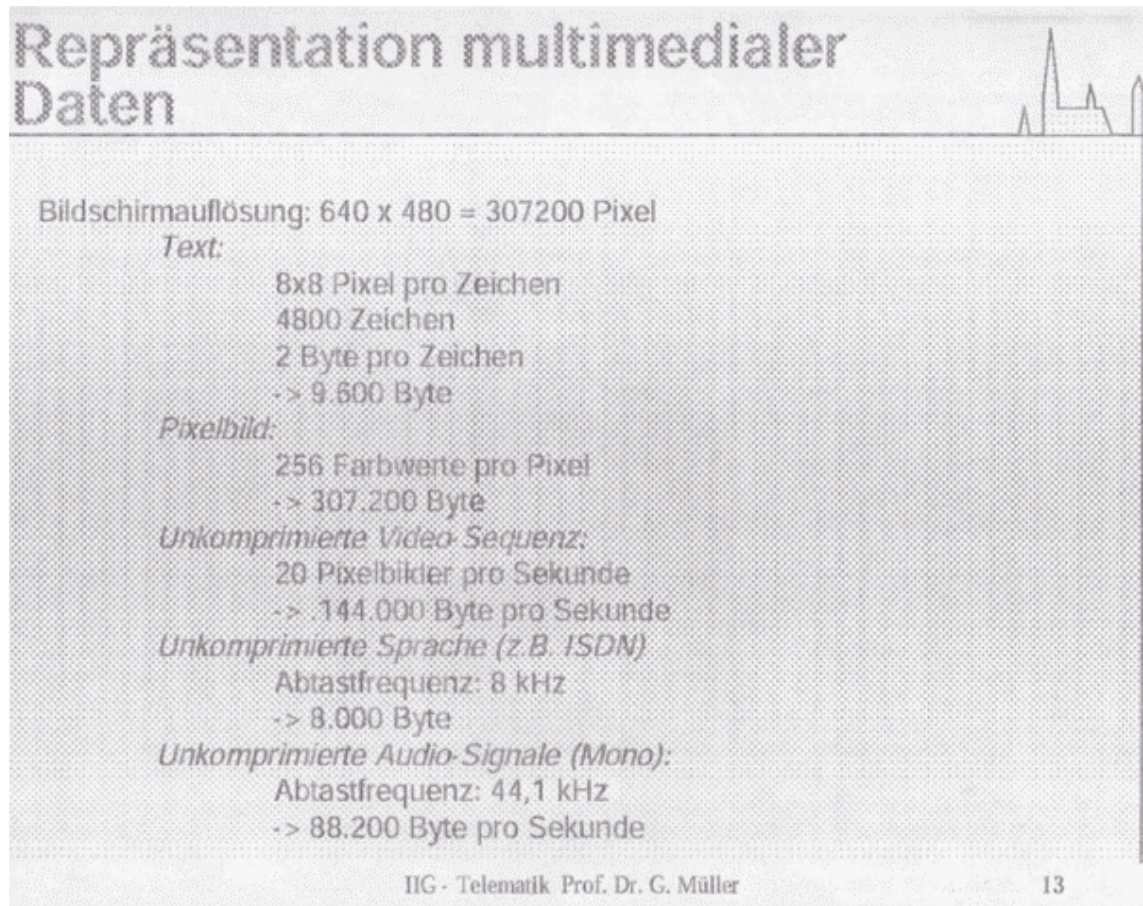 Repräsentation multimedialer
Daten
Bildschirmauflösung: 640 x 480 = 307200 Pixel
Text:
8x8 Pixel pro Zeichen
4800 Zeichen
2 Byte pro Zeichen
-> 9.600 Byte
Pixelbild:
256 Farbwerte pro Pixel
-> 307.200 Byte
Unkomprimierte Video-Sequenz:
20 Pixelbilder pro Sekunde
-> .144.000 Byte pro Sekunde
Unkomprimierte Sprache (z.B. ISDN)
Abtastfrequenz: 8 kHz
-> 8.000 Byte
Unkomprimierte Audio-Signale (Mono):
Abtastfrequenz: 44,1 kHz
-> 88.200 Byte pro Sekunde
IIG - Telematik Prof. Dr. G. Müller 13